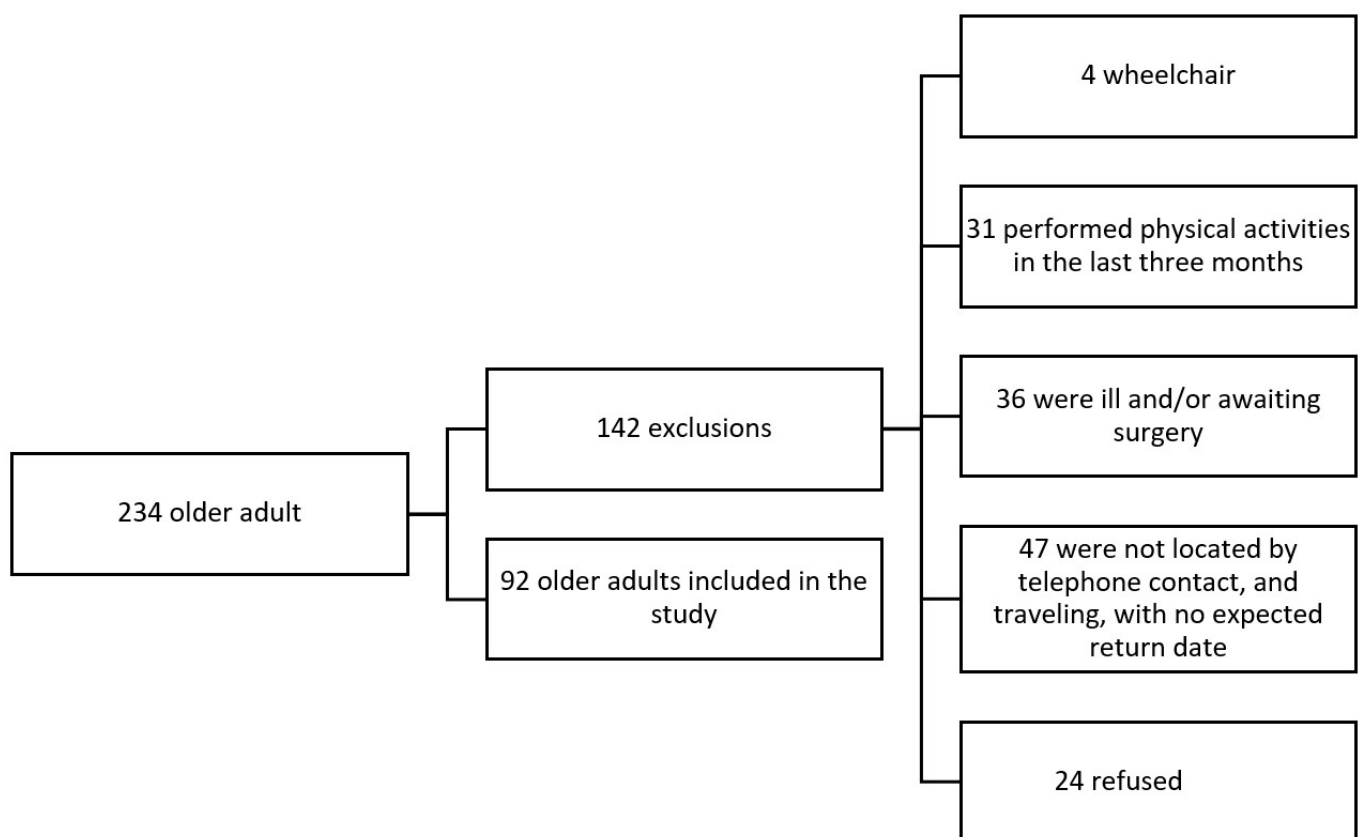 234 older adult
142 exclusions
92 older adults included in the
study
4 wheelchair
31 performed physical activities
in the last three months
36 were ill and/or awaiting
surgery
47 were not located by
telephone contact, and
traveling, with no expected
return date
24 refused